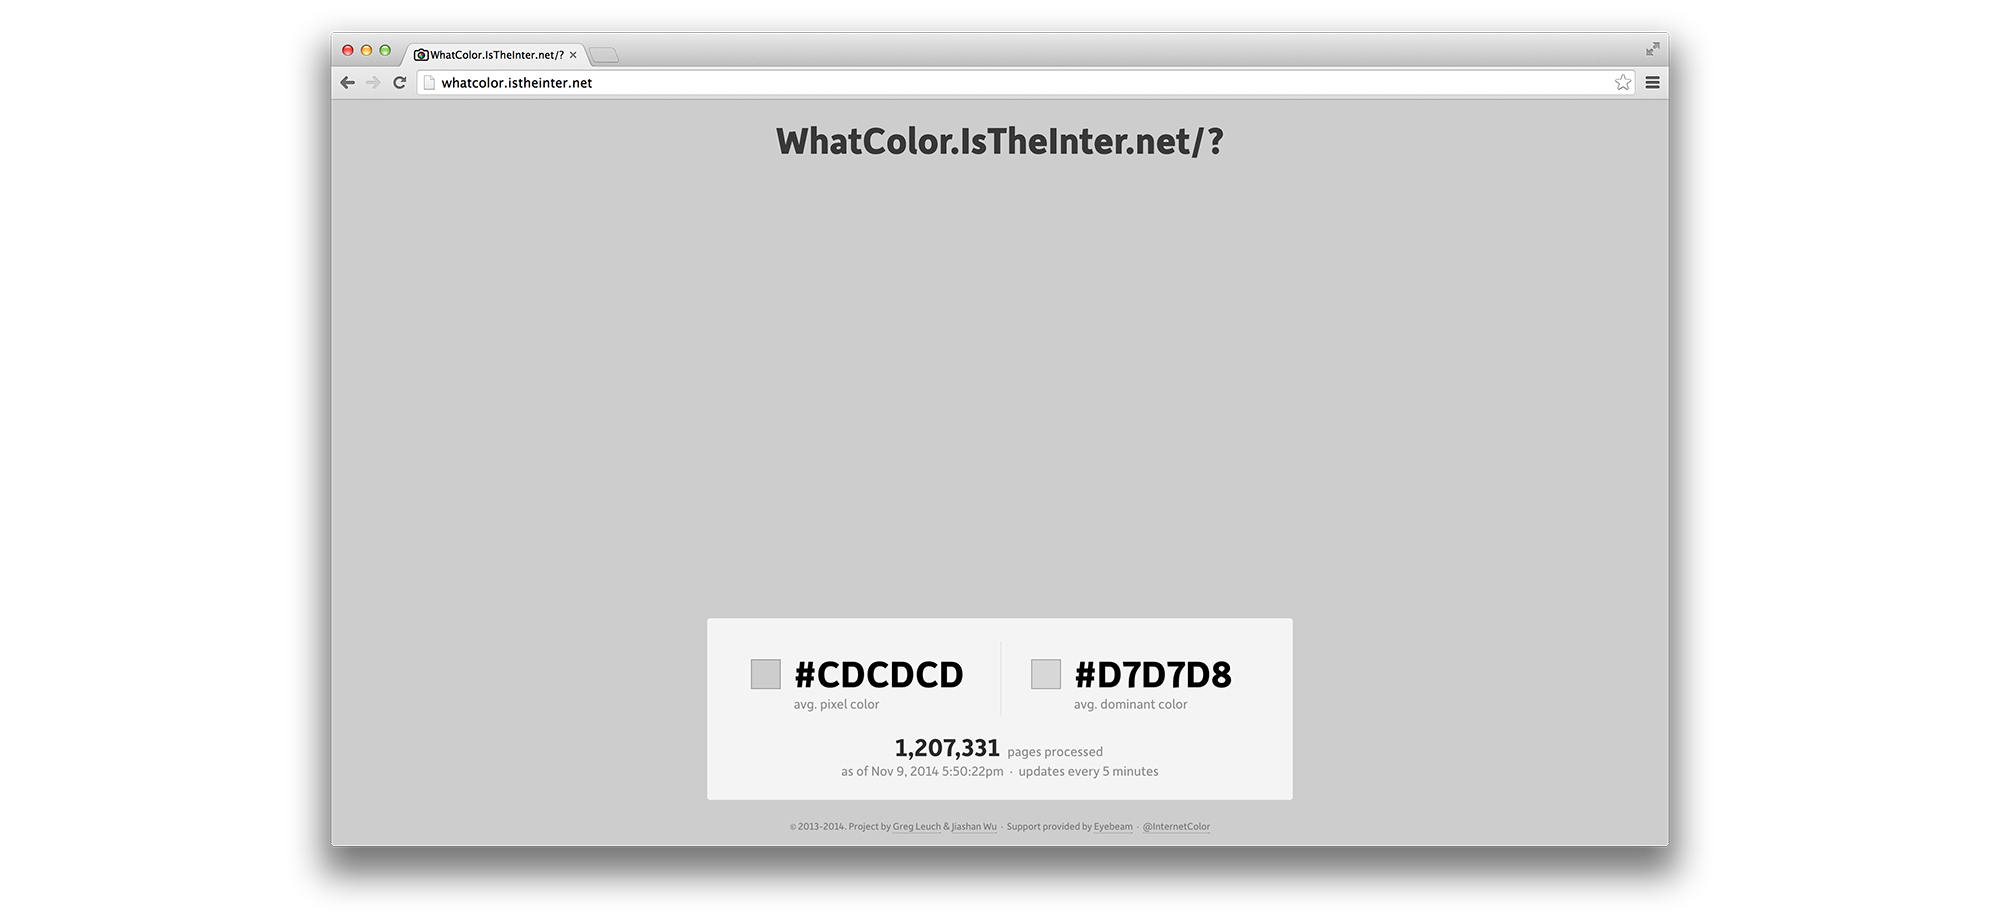 WhatColor.IsTheInter.net/?
whatcolor.istheinter.net
WhatColor.IsTheInter.net/?
#CDCDCD
avg. pixel color
#D7D7D8
avg. dominant color
1,207,331 pages processed
as of Nov 9, 2014 5:50:22pm · updates every 5 minutes
© 2013-2014. Project by Greg Leuch & Jiashan Wu · Support provided by Eyebeam · @InternetColor